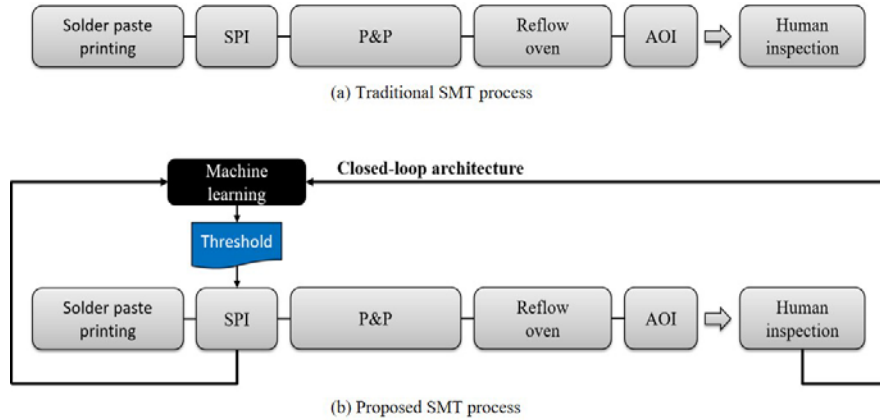 Solder paste
printing
SPI
P&P
Reflow
oven
AOI
Human
inspection
(a) Traditional SMT process
Machine
learning
Closed-loop architecture
Threshold
Solder paste
printing
SPI
P&P
Reflow
oven
AOI
Human
inspection
(b) Proposed SMT process